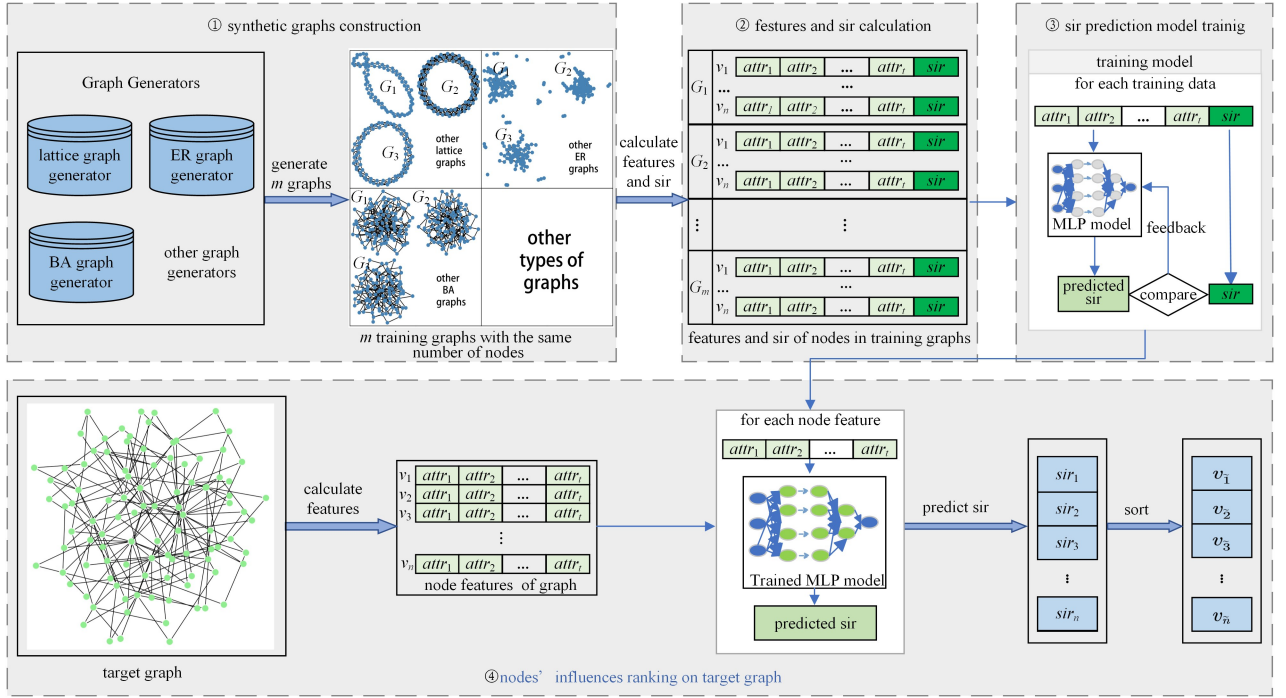 ① synthetic graphs construction
Graph Generators
lattice graph
generator
ER graph
generator
BA graph
generator
other graph
generators
generate
m graphs
G1
G2
G3
other
lattice
graphs
G1
G2
G3
other
ER
graphs
G1
G2
G3
other
BA
graphs
other
types of
graphs
m training graphs with the same
number of nodes
calculate
features
and sir
② festures and sir calculation
G1
v1 attr1 attr2 ... attrt sir
... ...
vn attr1 attr2 ... attrt sir
G2
v1 attr1 attr2 ... attrt sir
... ...
vn attr1 attr2 ... attrt sir
⋮ ⋮
Gm
v1 attr1 attr2 ... attrt sir
... ...
vn attr1 attr2 ... attrt sir
features and sir of nodes in training graphs
③ sir prediction model trainig
training model
for each training data
attr1 attr2 ... attrt sir
MLP model
feedback
predicted
sir
compare
sir
target graph
calculate
features
v1 attr1 attr2 ... attrt
v2 attr1 attr2 ... attrt
v3 attr1 attr2 ... attrt
⋮
vn attr1 attr2 ... attrt
node features of graph
for each node feature
attr1 attr2 ... attrt
Trained MLP model
predicted sir
predict sir
sir1
sir2
sir3
⋮
sirn
sort
v1̃
v2̃
v3̃
⋮
vñ
④nodes' influences ranking on target graph